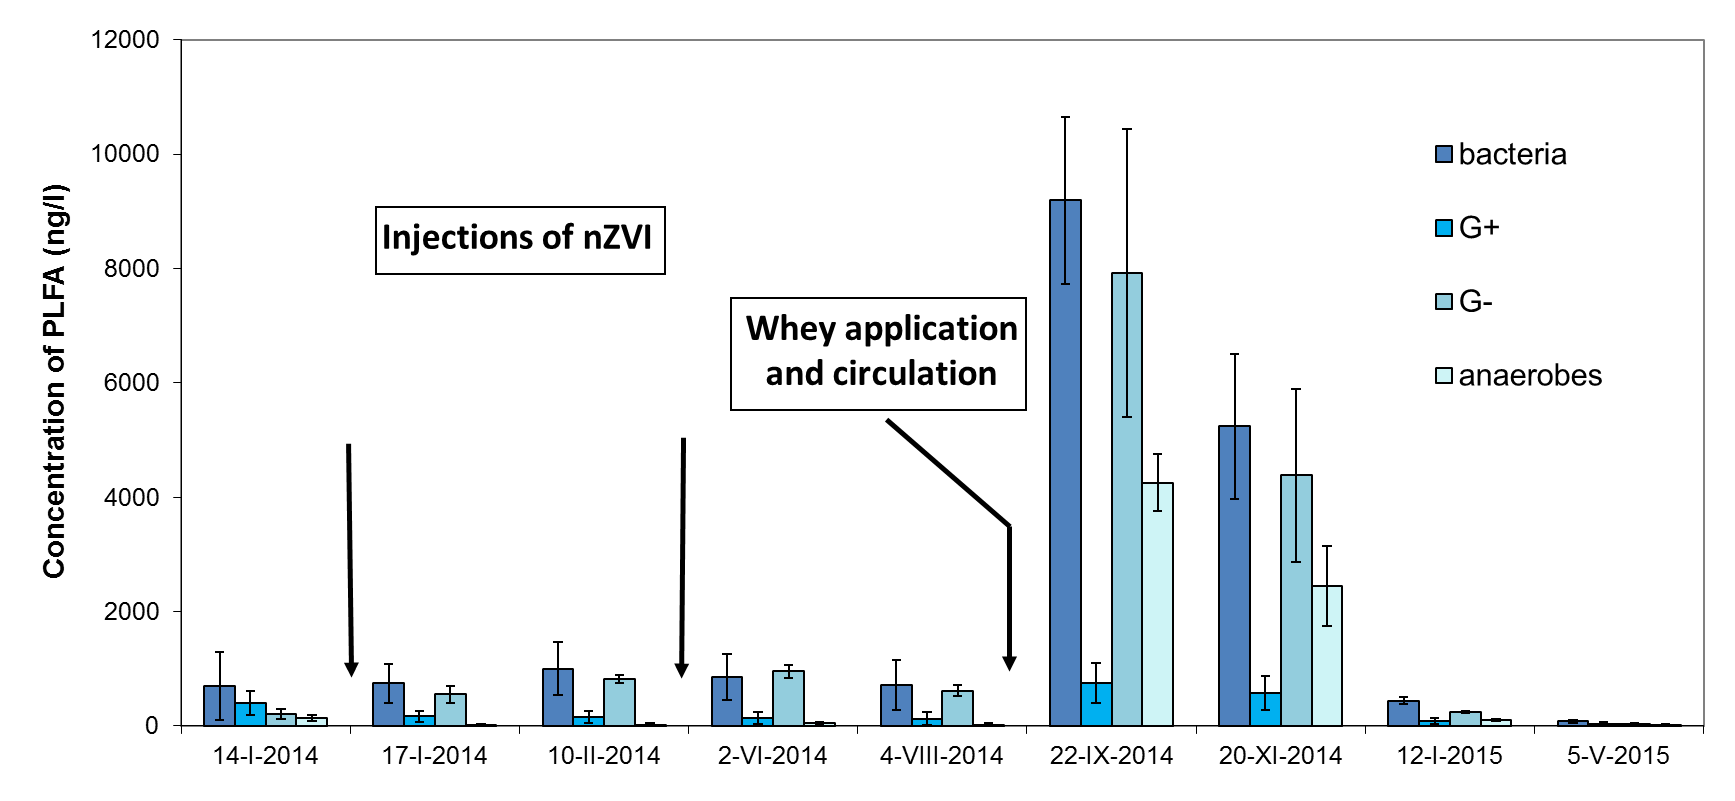 12000
10000
8000
6000
4000
2000
0
Concentration of PLFA (ng/l)
Injections of nZVI
Whey application
and circulation
bacteria
G+
G-
anaerobes
14-I-2014
17-I-2014
10-II-2014
2-VI-2014
4-VIII-2014
22-IX-2014
20-XI-2014
12-I-2015
5-V-2015